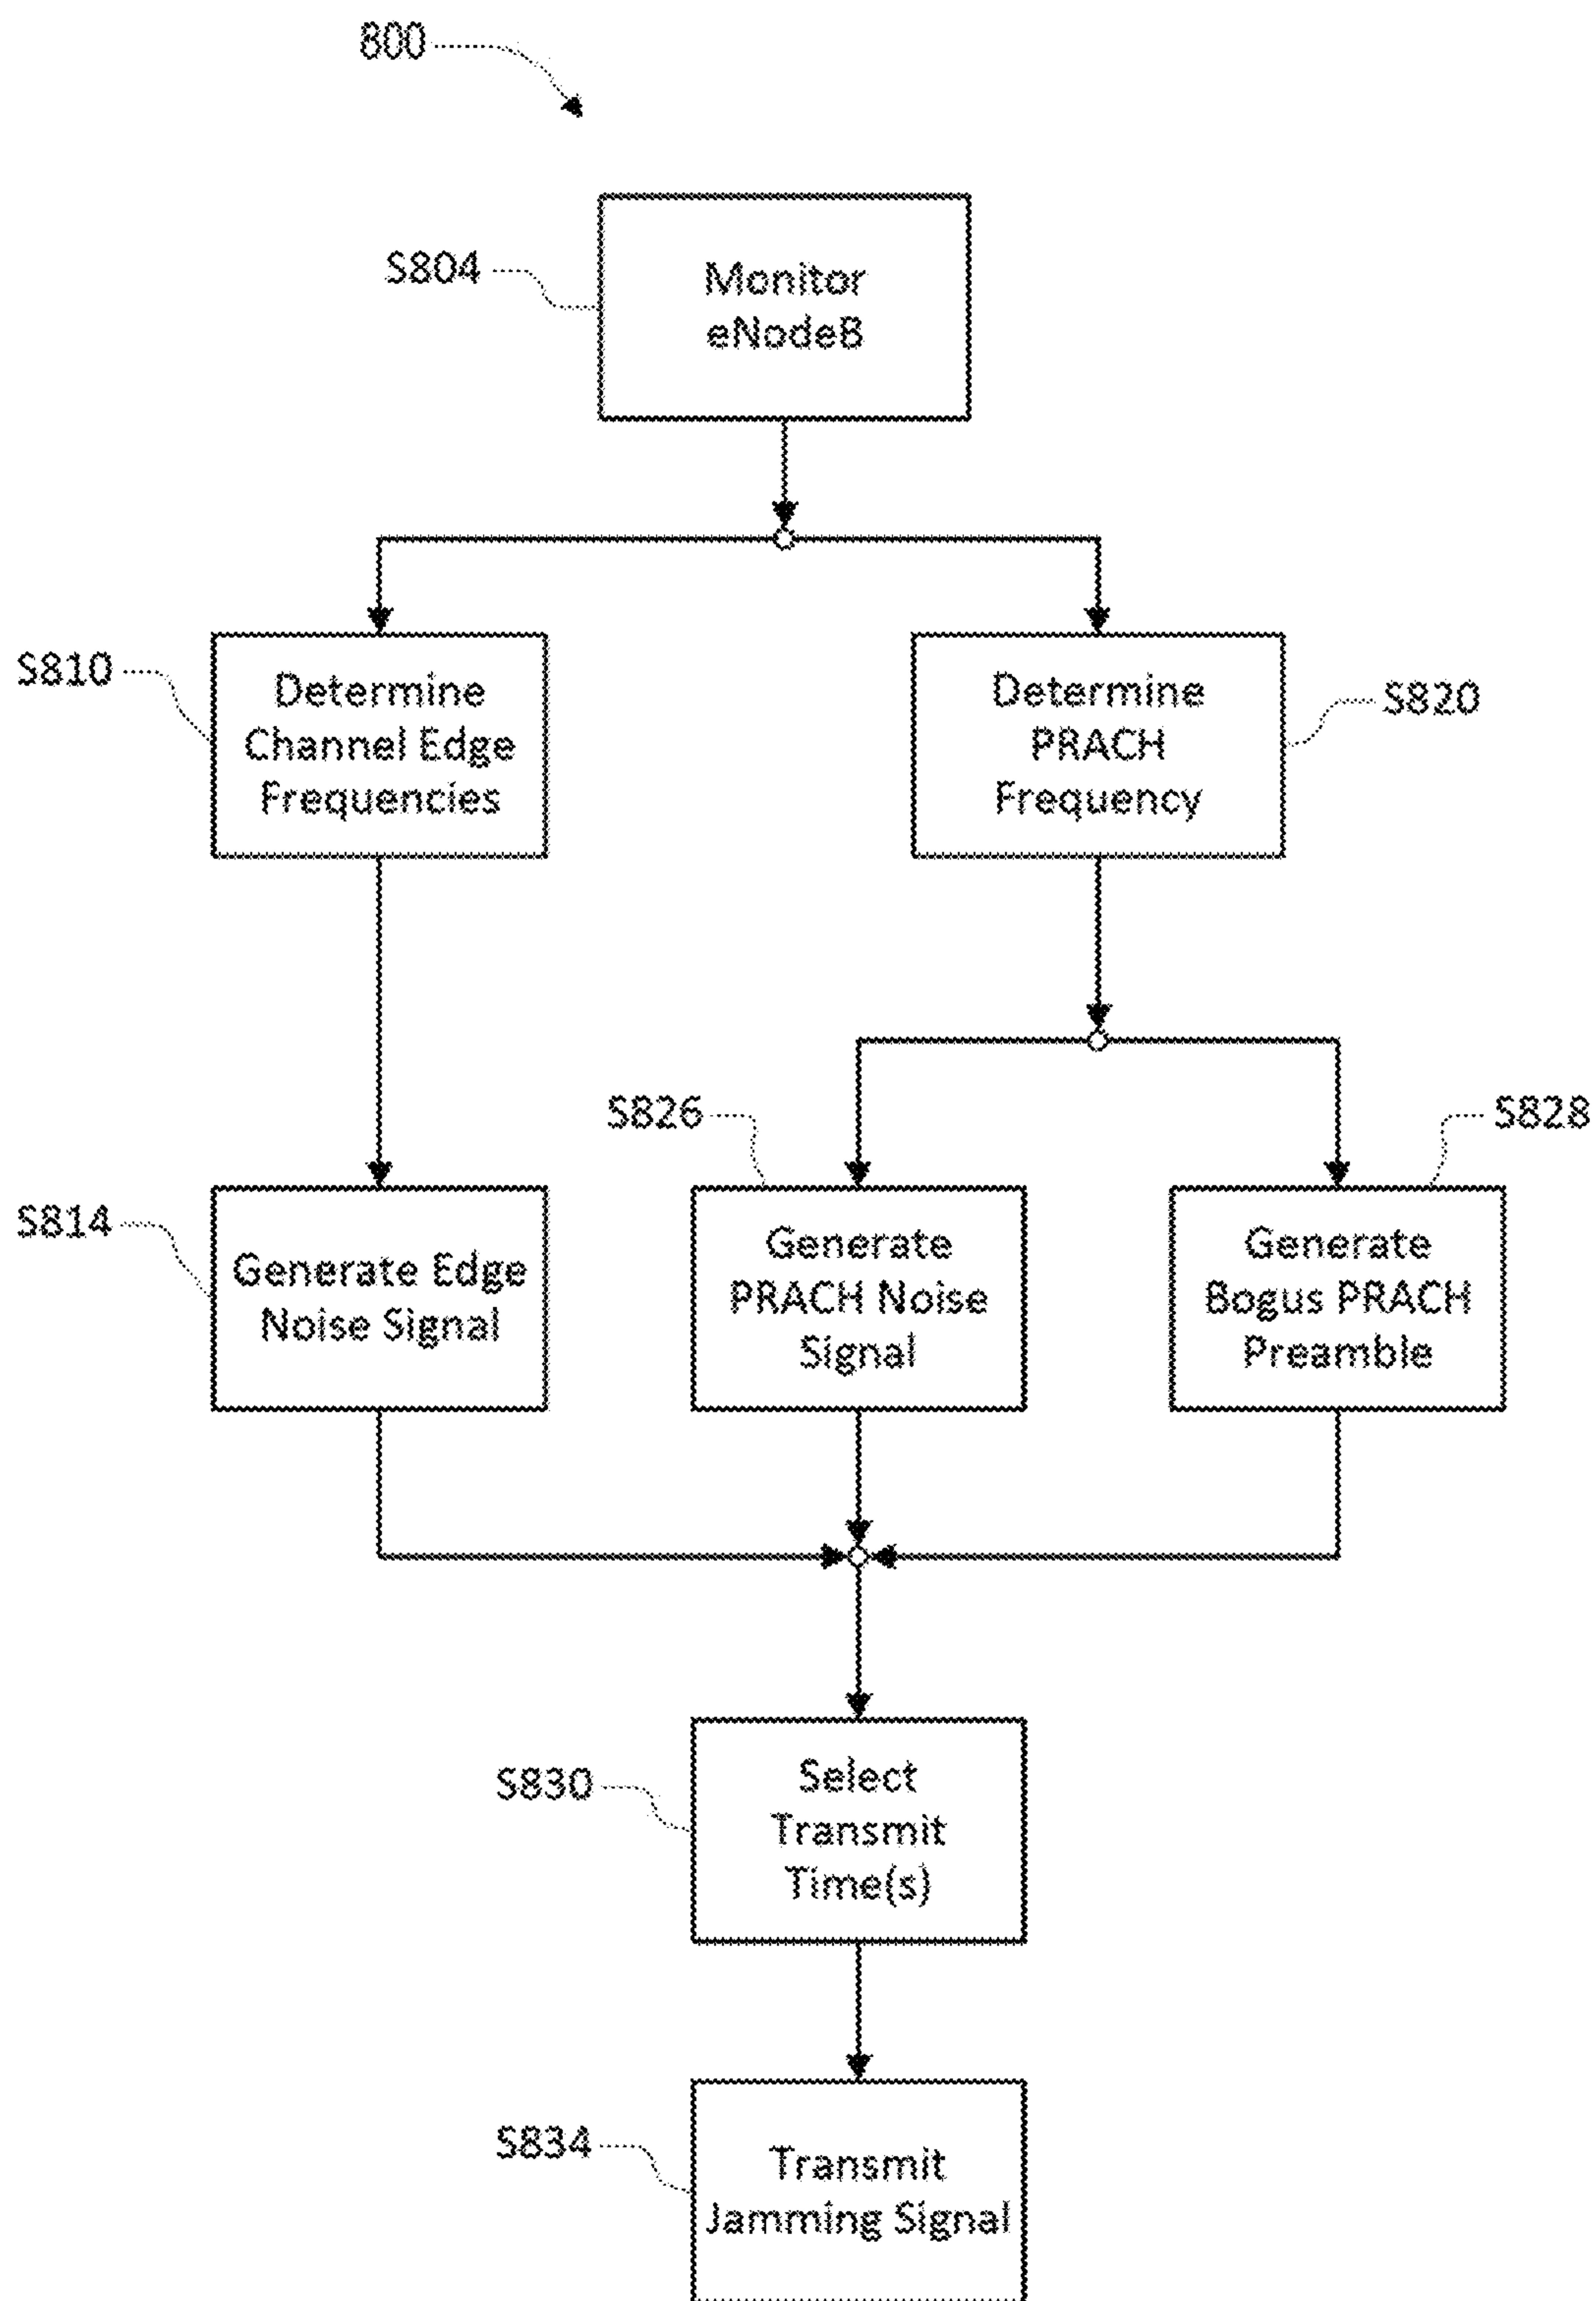 800
S804
Monitor
eNodeB
S810
Determine
Channel Edge
Frequencies
Determine
PRACH
Frequency
S820
S814
Generate Edge
Noise Signal
S826
Generate
PRACH Noise
Signal
S828
Generate
Bogus PRACH
Preamble
S830
Select
Transmit
Time(s)
S834
Transmit
Jamming Signal